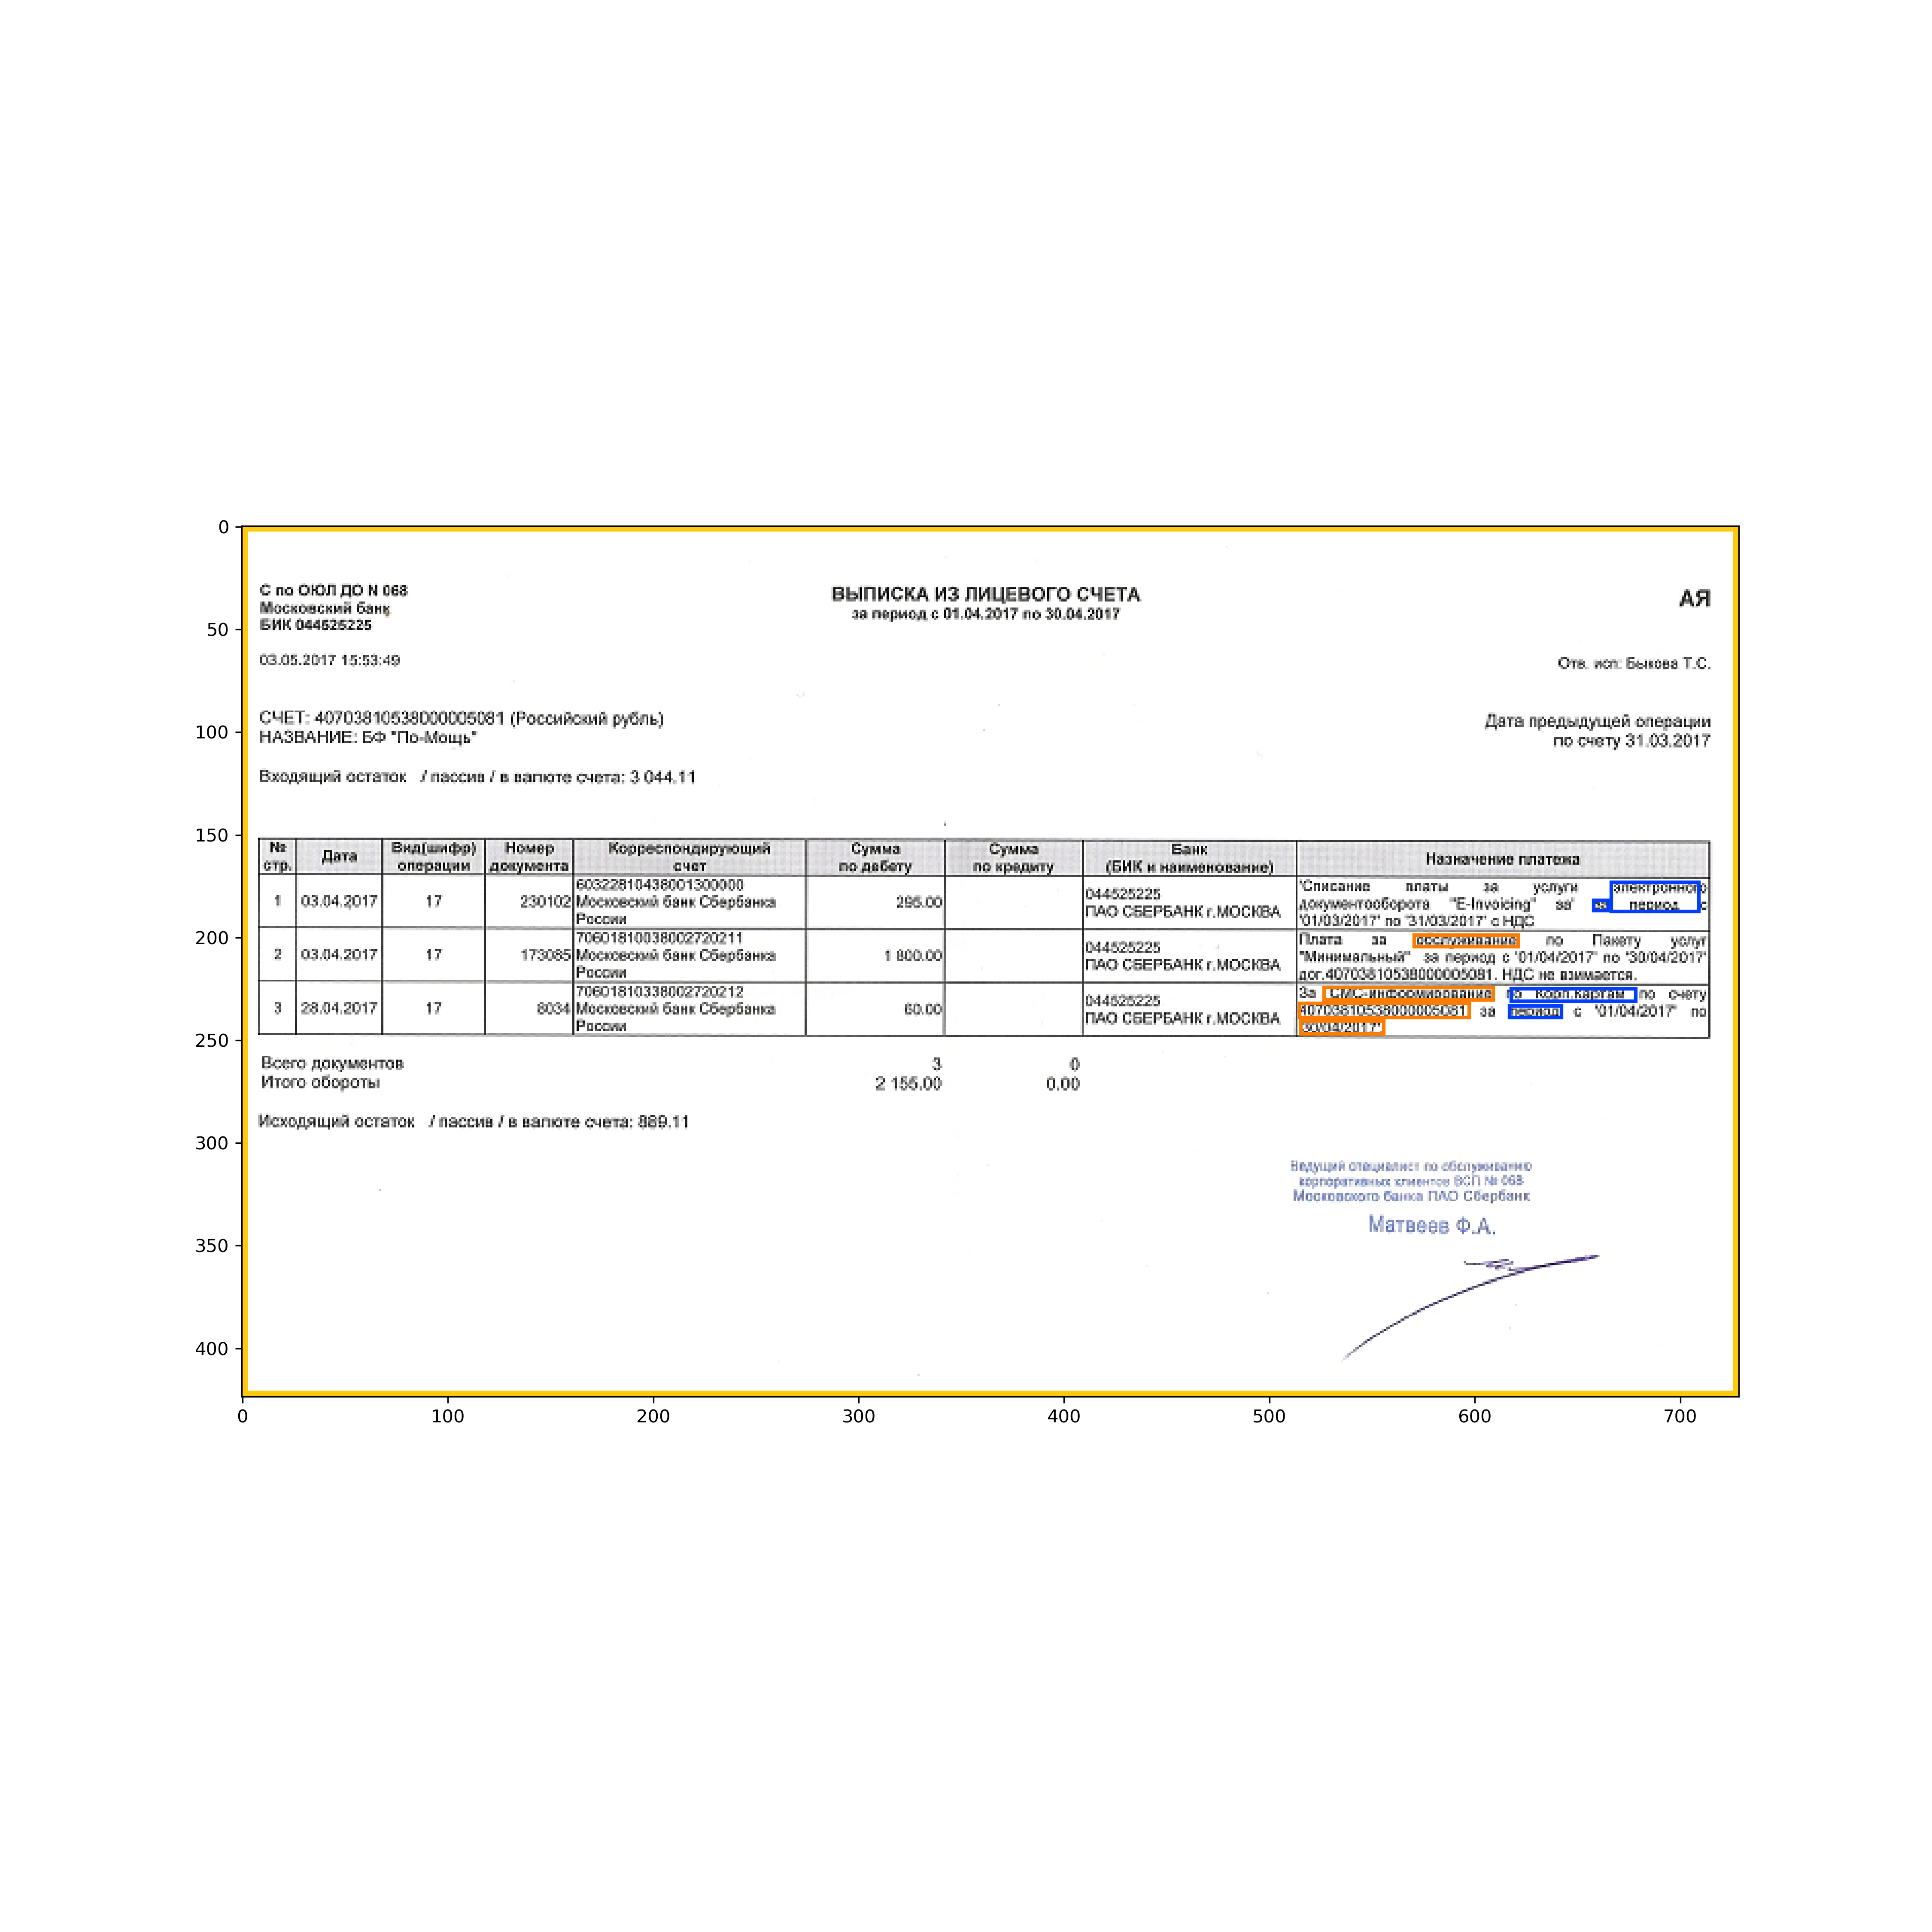 С по ОЮЛ ДО N 068
Московский банк
БИК 044525225
ВЫПИСКА ИЗ ЛИЦЕВОГО СЧЕТА
за период с 01.04.2017 по 30.04.2017
АЯ
03.05.2017 15:53:49
Отв. исп: Быкова Т.С.
СЧЕТ: 40703810538000005081 (Российский рубль)
НАЗВАНИЕ: БФ "По-Мощь"
Дата предыдущей операции
по счету 31.03.2017
Входящий остаток / пассив / в валюте счета: 3 044.11
№ стр. Дата Вид(шифр) операции Номер документа Корреспондирующий счет Сумма по дебету Сумма по кредиту Банк (БИК и наименование) Назначение платежа
1 03.04.2017 17 230102
60322810438001300000
Московский банк Сбербанка
России
295.00
044525225
ПАО СБЕРБАНК г.МОСКВА
'Списание платы за услуги электронного
документооборота "E-Invoicing" за' за период с
'01/03/2017' по '31/03/2017' с НДС
2 03.04.2017 17 173085
70601810038002720211
Московский банк Сбербанка
России
1 800.00
044525225
ПАО СБЕРБАНК г.МОСКВА
Плата за обслуживание по Пакету услуг
"Минимальный" за период с '01/04/2017' по '30/04/2017'
дог.40703810538000005081. НДС не взимается.
3 28.04.2017 17 8034
70601810338002720212
Московский банк Сбербанка
России
60.00
044525225
ПАО СБЕРБАНК г.МОСКВА
За СМС-информирование по Корп.картам по счету
40703810538000005081 за период с '01/04/2017' по
'30/04/2017'
Всего документов 3 0
Итого обороты 2 155.00 0.00
Исходящий остаток / пассив / в валюте счета: 889.11
Ведущий специалист по обслуживанию
корпоративных клиентов ВСП № 068
Московского банка ПАО Сбербанк
Матвеев Ф.А.
0
50
100
150
200
250
300
350
400
0 100 200 300 400 500 600 700